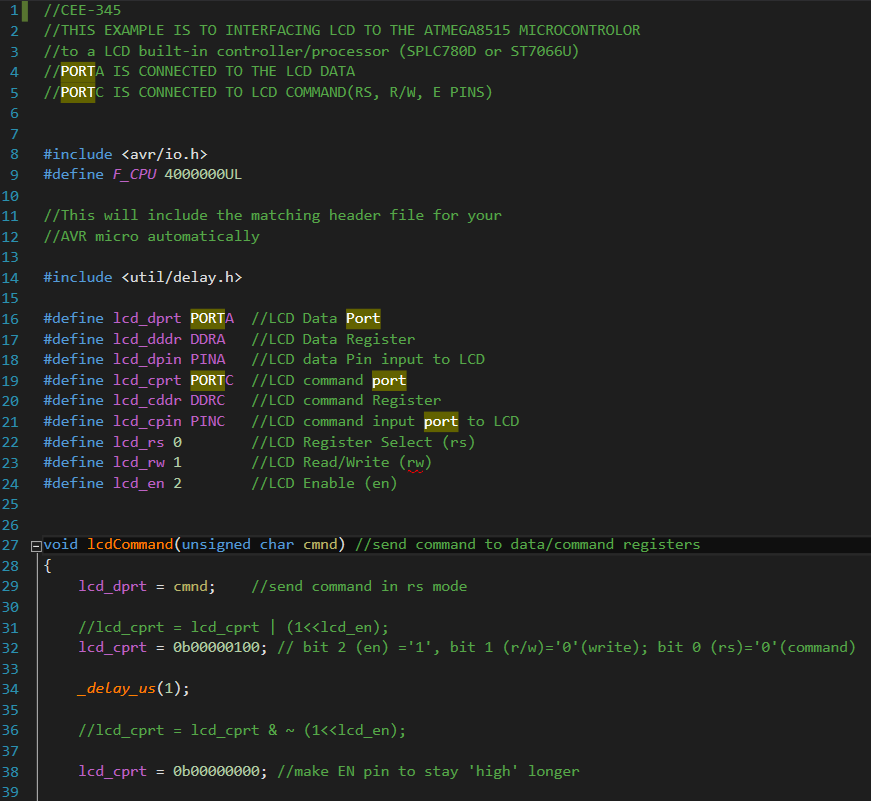 1 //CEE-345
2 //THIS EXAMPLE IS TO INTERFACING LCD TO THE ATMEGA8515 MICROCONTROLOR
3 //to a LCD built-in controller/processor (SPLC780D or ST7066U)
4 //PORTA IS CONNECTED TO THE LCD DATA
5 //PORTC IS CONNECTED TO LCD COMMAND(RS, R/W, E PINS)
6
7
8 #include <avr/io.h>
9 #define F_CPU 4000000UL
10
11 //This will include the matching header file for your
12 //AVR micro automatically
13
14 #include <util/delay.h>
15
16 #define lcd_dprt PORTA  //LCD Data Port
17 #define lcd_dddr DDRA   //LCD Data Register
18 #define lcd_dpin PINA   //LCD data Pin input to LCD
19 #define lcd_cprt PORTC  //LCD command port
20 #define lcd_cddr DDRC   //LCD command Register
21 #define lcd_cpin PINC   //LCD command input port to LCD
22 #define lcd_rs 0        //LCD Register Select (rs)
23 #define lcd_rw 1        //LCD Read/Write (rw)
24 #define lcd_en 2        //LCD Enable (en)
25
26
27 void lcdCommand(unsigned char cmnd) //send command to data/command registers
28 {
29     lcd_dprt = cmnd;    //send command in rs mode
30
31     //lcd_cprt = lcd_cprt | (1<<lcd_en);
32     lcd_cprt = 0b00000100; // bit 2 (en) ='1', bit 1 (r/w)='0'(write); bit 0 (rs)='0'(command)
33
34     _delay_us(1);
35
36     //lcd_cprt = lcd_cprt & ~ (1<<lcd_en);
37
38     lcd_cprt = 0b00000000; //make EN pin to stay 'high' longer
39